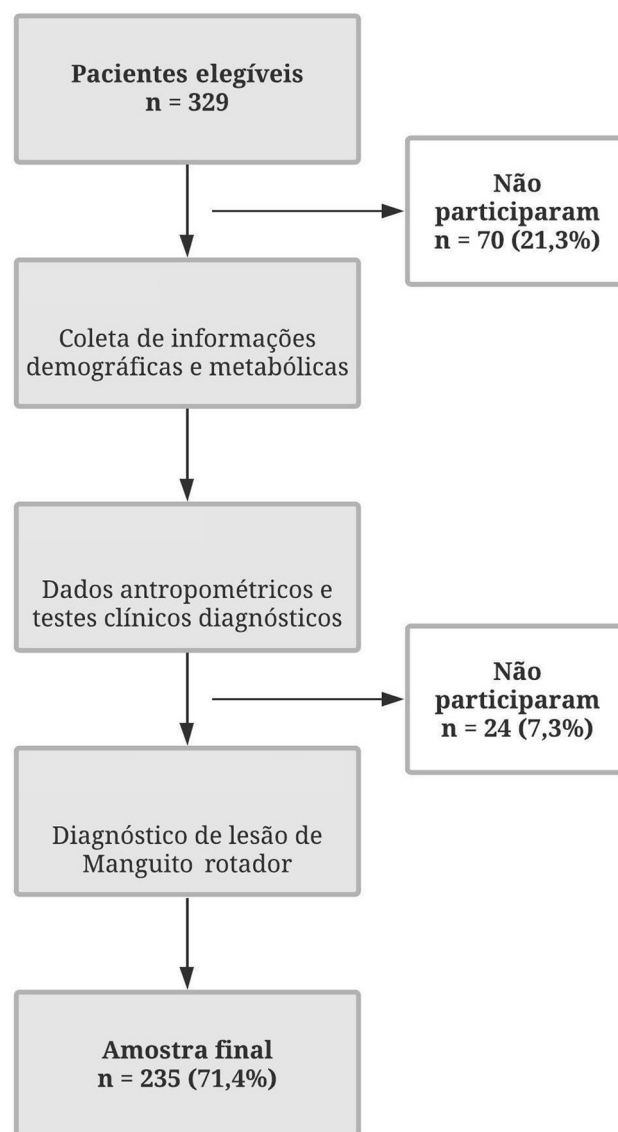 Pacientes elegíveis
n = 329
Não
participaram
n = 70 (21,3%)
Coleta de informações
demográficas e metabólicas
Dados antropométricos e
testes clínicos diagnósticos
Não
participaram
n = 24 (7,3%)
Diagnóstico de lesão de
Manguito rotador
Amostra final
n = 235 (71,4%)